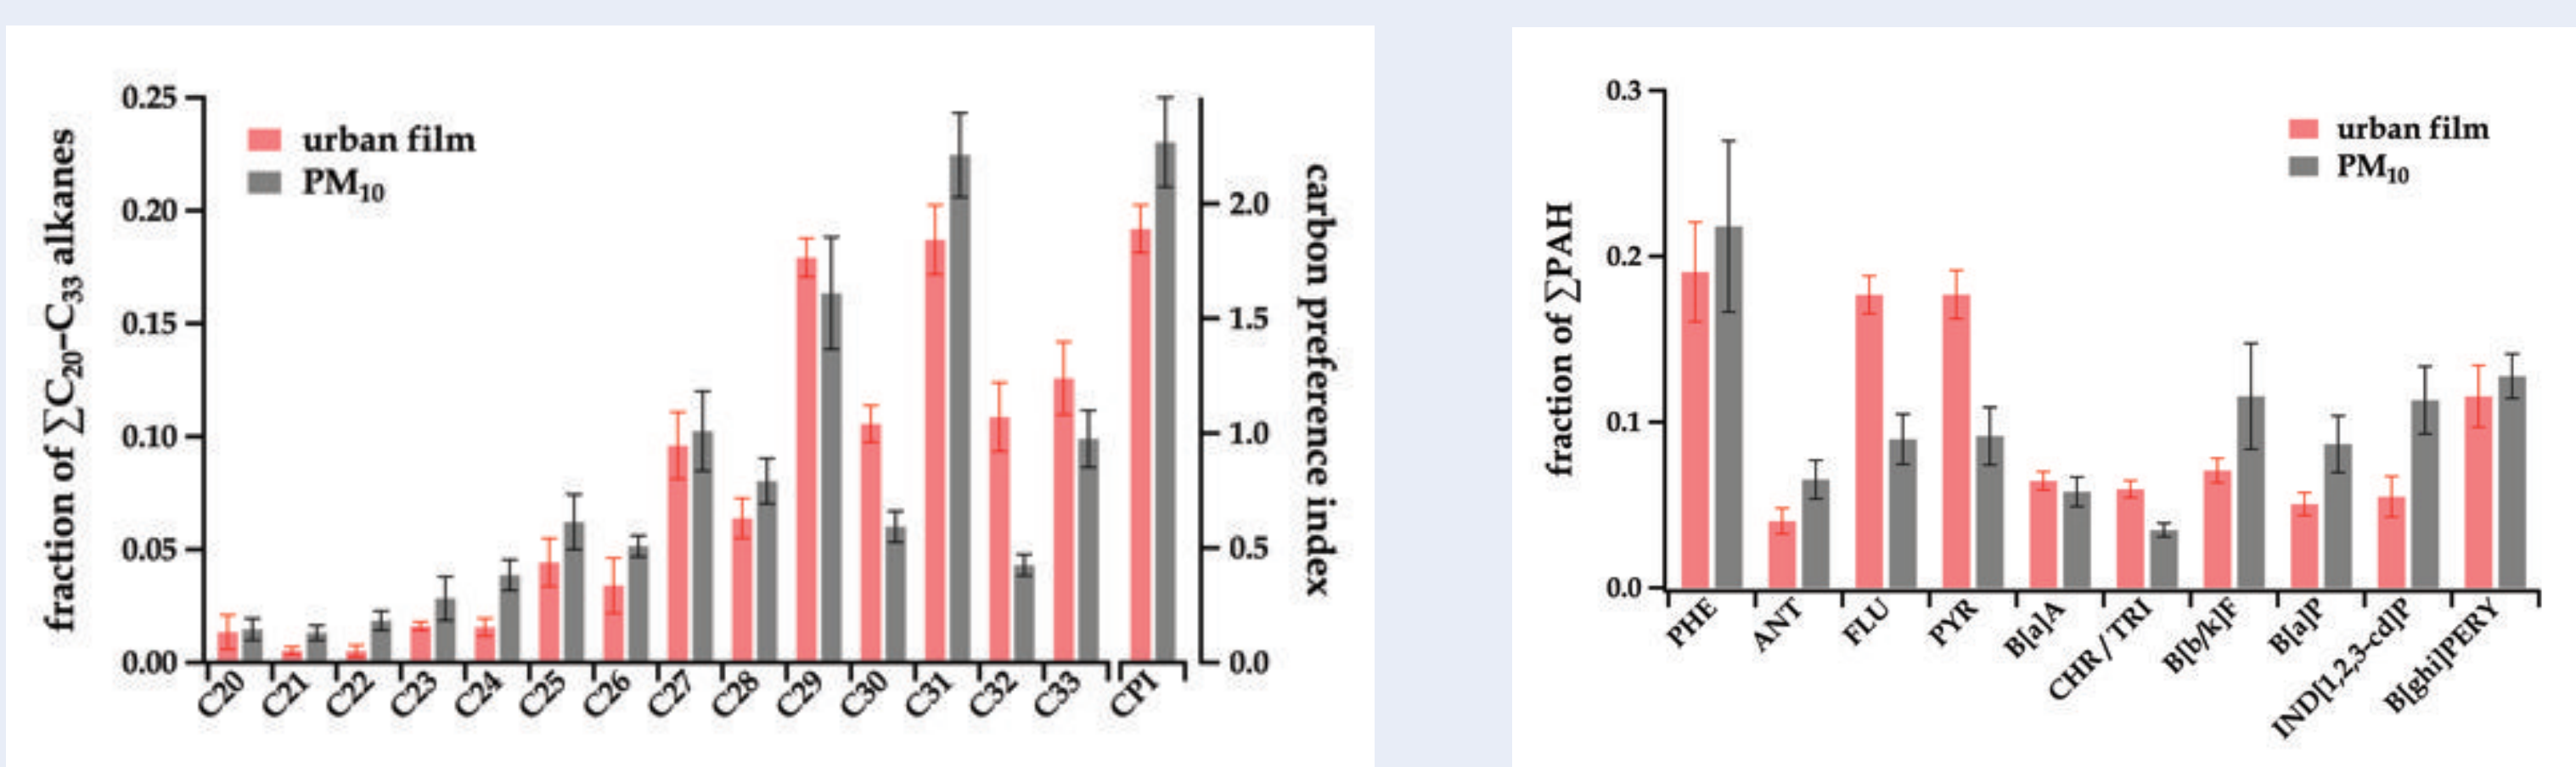 fraction of ∑C₂₀–C₃₃ alkanes
0.25
0.20
0.15
0.10
0.05
0.00
urban film
PM₁₀
C20
C21
C22
C23
C24
C25
C26
C27
C28
C29
C30
C31
C32
C33
CPI
2.0
1.5
1.0
0.5
0.0
carbon preference index
fraction of ∑PAH
0.3
0.2
0.1
0.0
urban film
PM₁₀
PHE
ANT
FLU
PYR
B[a]A
CHR / TRI
B[b/k]F
B[a]P
IND[1,2,3-cd]P
B[ghi]PERY